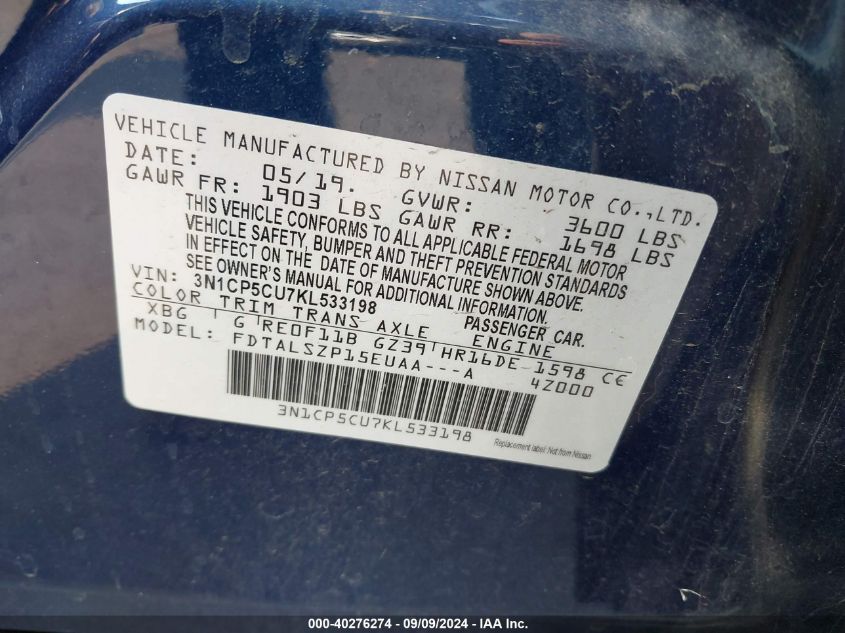 VEHICLE MANUFACTURED BY NISSAN MOTOR CO.,LTD.
DATE: 05/19. GVWR: 3600 LBS
GAWR FR: 1903 LBS GAWR RR: 1698 LBS
THIS VEHICLE CONFORMS TO ALL APPLICABLE FEDERAL MOTOR
VEHICLE SAFETY, BUMPER AND THEFT PREVENTION STANDARDS
IN EFFECT ON THE DATE OF MANUFACTURE SHOWN ABOVE.
SEE OWNER'S MANUAL FOR ADDITIONAL INFORMATION.
VIN: 3N1CP5CU7KL533198 PASSENGER CAR.
COLOR TRIM TRANS AXLE ENGINE
XBG G RE0F11B GZ39 HR16DE 1598 CC
MODEL: FDTALSZP15EUAA---A 4Z000
3N1CP5CU7KL533198
Replacement label: Not from Nissan
000-40276274 - 09/09/2024 - IAAI.com